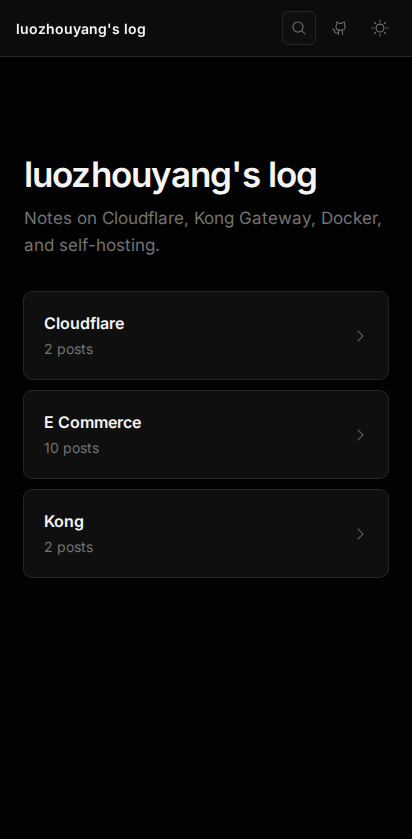 luozhouyang's log
luozhouyang's log
Notes on Cloudflare, Kong Gateway, Docker,
and self-hosting.
Cloudflare
2 posts
E Commerce
10 posts
Kong
2 posts